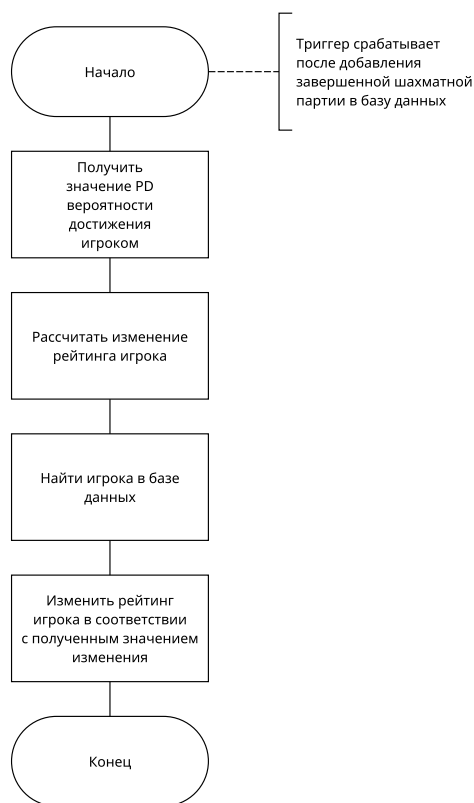 Начало
Триггер срабатывает
после добавления
завершенной шахматной
партии в базу данных
Получить
значение PD
вероятности
достижения
игроком
Рассчитать изменение
рейтинга игрока
Найти игрока в базе
данных
Изменить рейтинг
игрока в соответствии
с полученным значением
изменения
Конец